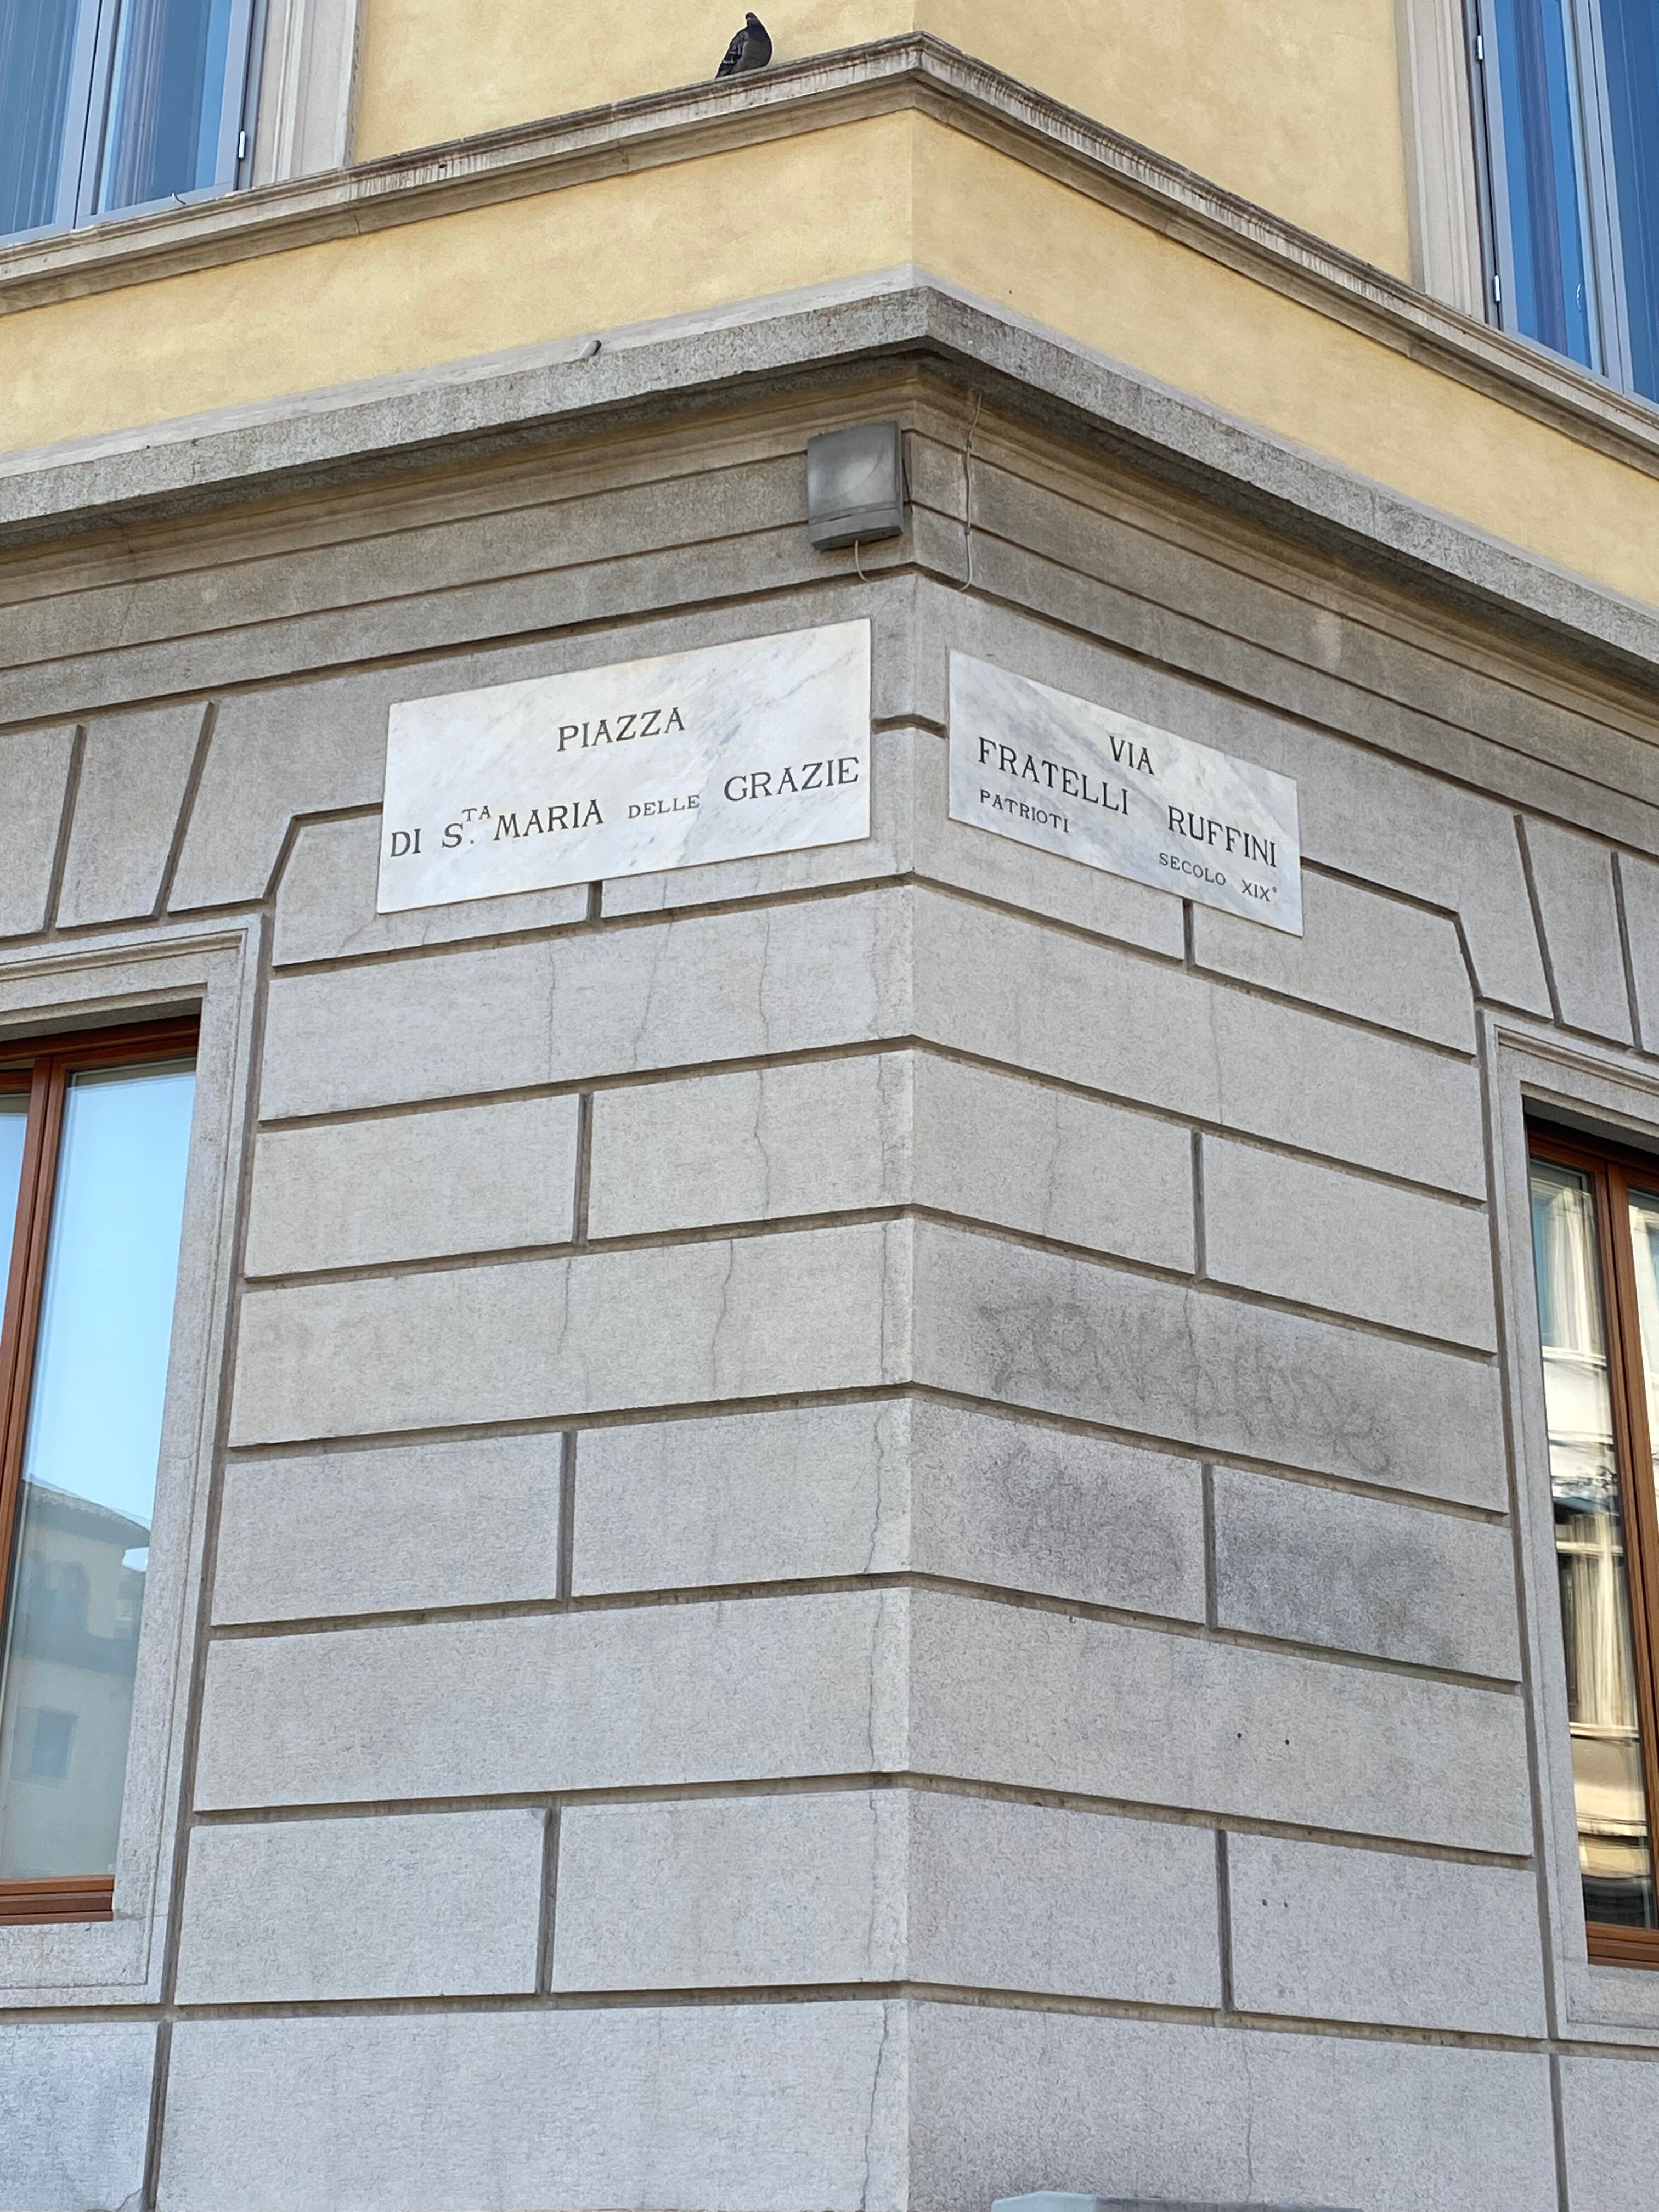 PIAZZA
DI S.TA MARIA DELLE GRAZIE
VIA
FRATELLI RUFFINI
PATRIOTI
SECOLO XIX°